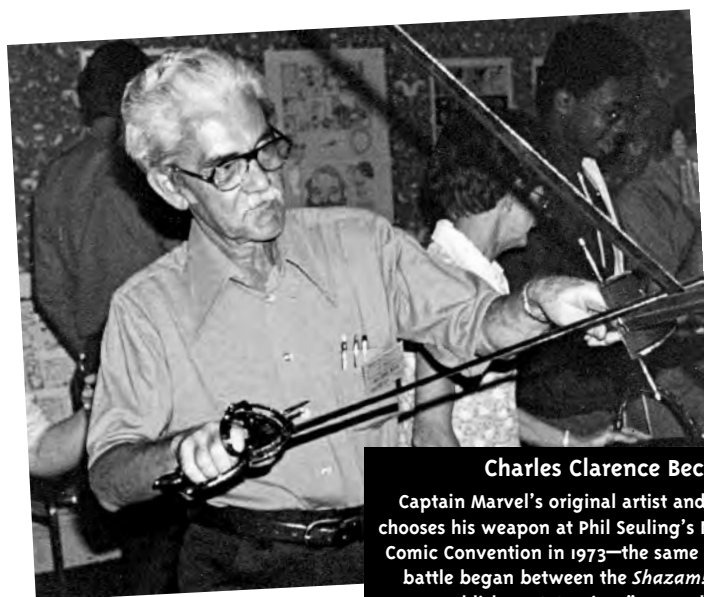 Charles Clarence Bec
Captain Marvel's original artist and
chooses his weapon at Phil Seuling's
Comic Convention in 1973—the same
battle began between the Shazam!